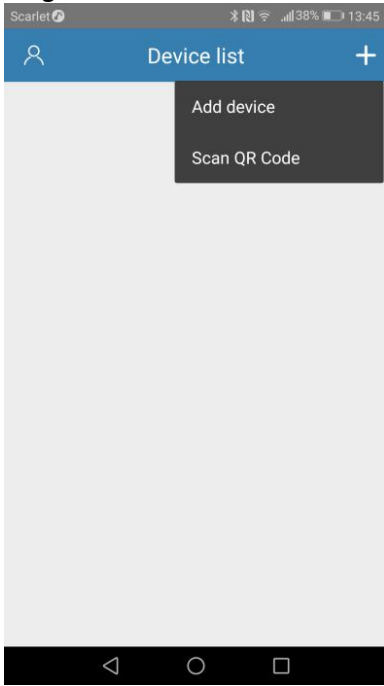 Scarlet 38% 13:45
Device list +
Add device
Scan QR Code